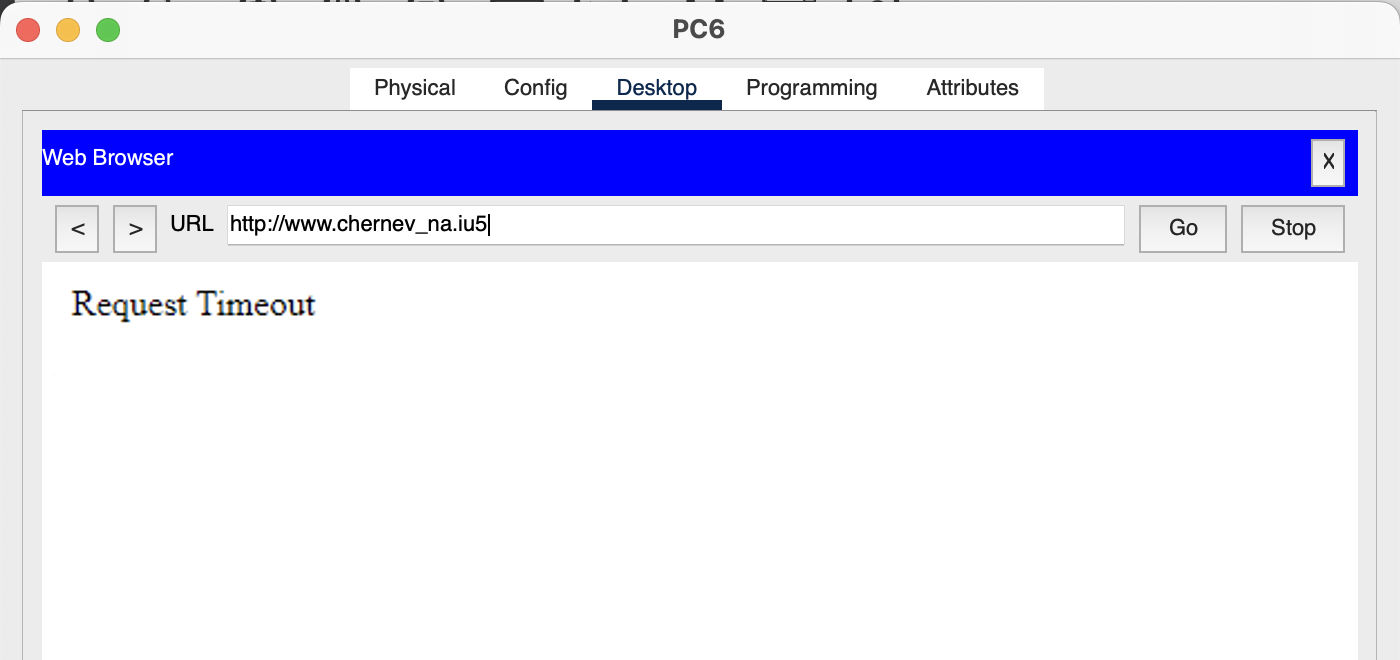 PC6
Physical Config Desktop Programming Attributes
Web Browser
X
< > URL http://www.chernev_na.iu5 Go Stop
Request Timeout